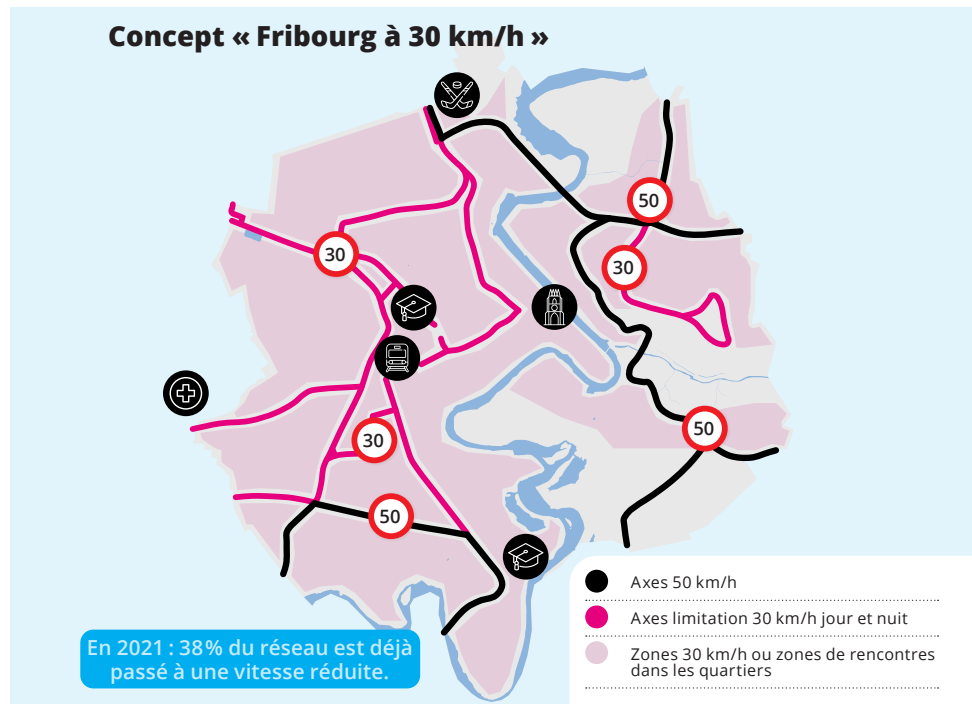 Concept « Fribourg à 30 km/h »
50
30
30
30
50
50
Axes 50 km/h
Axes limitation 30 km/h jour et nuit
Zones 30 km/h ou zones de rencontres
dans les quartiers
En 2021 : 38% du réseau est déjà
passé à une vitesse réduite.